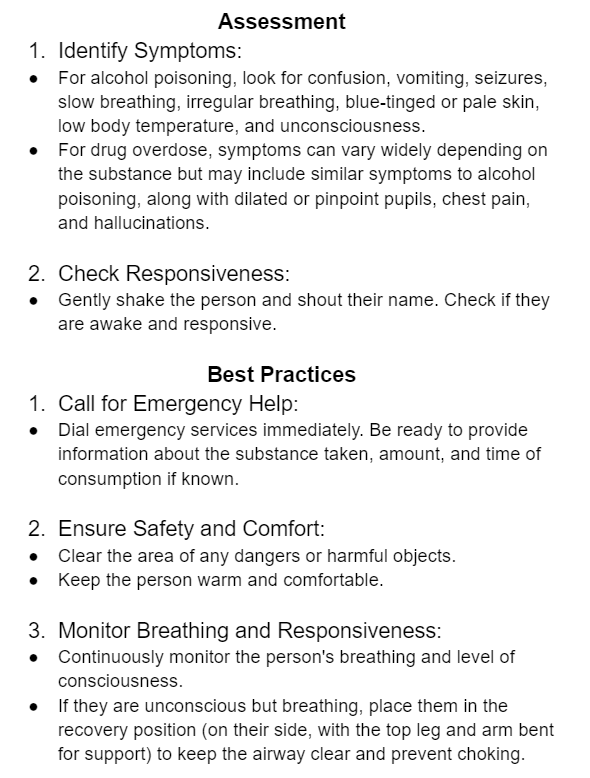 Assessment
1. Identify Symptoms:
● For alcohol poisoning, look for confusion, vomiting, seizures,
slow breathing, irregular breathing, blue-tinged or pale skin,
low body temperature, and unconsciousness.
● For drug overdose, symptoms can vary widely depending on
the substance but may include similar symptoms to alcohol
poisoning, along with dilated or pinpoint pupils, chest pain,
and hallucinations.
2. Check Responsiveness:
● Gently shake the person and shout their name. Check if they
are awake and responsive.
Best Practices
1. Call for Emergency Help:
● Dial emergency services immediately. Be ready to provide
information about the substance taken, amount, and time of
consumption if known.
2. Ensure Safety and Comfort:
● Clear the area of any dangers or harmful objects.
● Keep the person warm and comfortable.
3. Monitor Breathing and Responsiveness:
● Continuously monitor the person's breathing and level of
consciousness.
● If they are unconscious but breathing, place them in the
recovery position (on their side, with the top leg and arm bent
for support) to keep the airway clear and prevent choking.